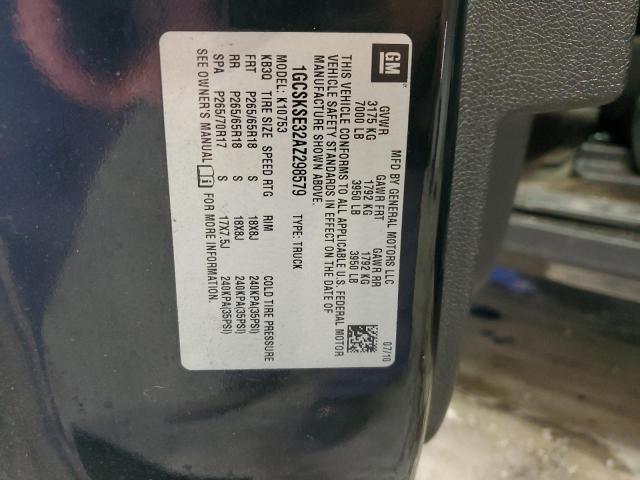 GM
MFD BY GENERAL MOTORS LLC
07/10
GVWR GAWR FRT GAWR RR
3175 KG 1792 KG 1792 KG
7000 LB 3950 LB 3950 LB
THIS VEHICLE CONFORMS TO ALL APPLICABLE U.S. FEDERAL MOTOR
VEHICLE SAFETY STANDARDS IN EFFECT ON THE DATE OF
MANUFACTURE SHOWN ABOVE.
1GCSKSE32AZ298579 TYPE: TRUCK
MODEL: K10753
KB3Q TIRE SIZE SPEED RTG RIM COLD TIRE PRESSURE
FRT P265/65R18 S 18X8J 240KPA(35PSI)
RR P265/65R18 S 18X8J 240KPA(35PSI)
SPA P265/70R17 S 17X7.5J 240KPA(35PSI)
SEE OWNER'S MANUAL FOR MORE INFORMATION.